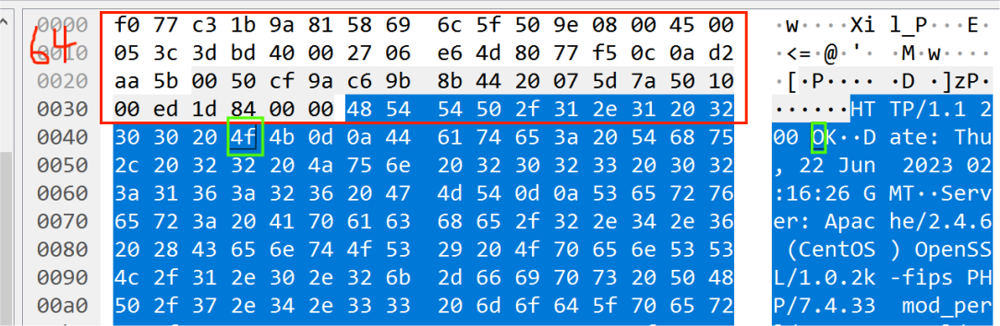 64
0000 f0 77 c3 1b 9a 81 58 69 6c 5f 50 9e 08 00 45 00 ·w····Xi l_P···E·
0010 05 3c 3d bd 40 00 27 06 e6 4d 80 77 f5 0c 0a d2 ·<=·@·'· ·M·w····
0020 aa 5b 00 50 cf 9a c6 9b 8b 44 20 07 5d 7a 50 10 ·[·P···· ·D ·]zP·
0030 00 ed 1d 84 00 00 48 54 54 50 2f 31 2e 31 20 32 ······HT TP/1.1 2
0040 30 30 20 4f 4b 0d 0a 44 61 74 65 3a 20 54 68 75 00 OK··D ate: Thu
0050 2c 20 32 32 20 4a 75 6e 20 32 30 32 33 20 30 32 , 22 Jun 2023 02
0060 3a 31 36 3a 32 36 20 47 4d 54 0d 0a 53 65 72 76 :16:26 G MT··Serv
0070 65 72 3a 20 41 70 61 63 68 65 2f 32 2e 34 2e 36 er: Apac he/2.4.6
0080 20 28 43 65 6e 74 4f 53 29 20 4f 70 65 6e 53 53 (CentOS ) OpenSS
0090 4c 2f 31 2e 30 2e 32 6b 2d 66 69 70 73 20 50 48 L/1.0.2k -fips PH
00a0 50 2f 37 2e 34 2e 33 33 20 6d 6f 64 5f 70 65 72 P/7.4.33 mod_per